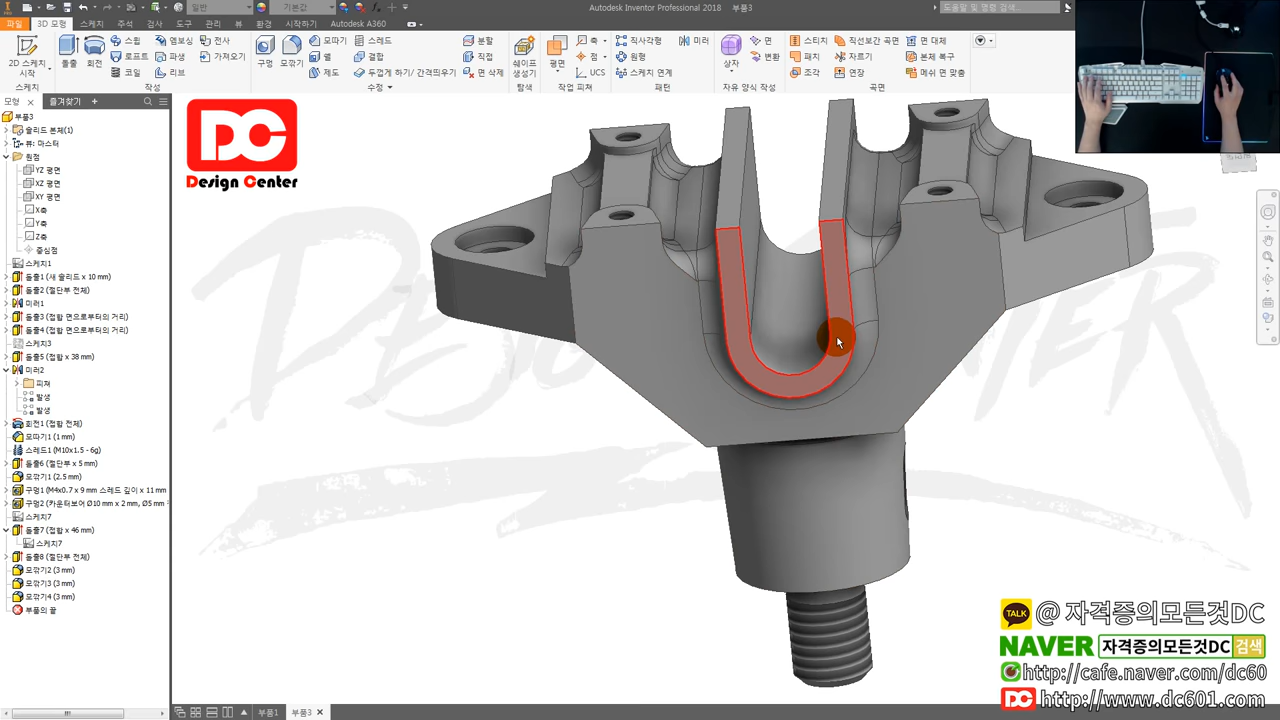 일반
기본값
Autodesk Inventor Professional 2018 부품3
도움말 및 명령 검색...
파일 3D 모형 스케치 검사 도구 관리 뷰 환경 시작하기 Autodesk A360
2D 스케치 시작
돌출
회전
스윕
로프트
코일
엠보싱
파생
리브
전사
가져오기
구멍
모깎기
모따기
쉘
제도
스레드
결합
두껍게 하기/간격띄우기
분할
직접
면 삭제
쉐이프 생성기
평면
축
점
UCS
직사각형
원형
스케치 연계
미러
상자
면
변환
스티치
패치
조각
직선보간 곡면
자르기
연장
면 대체
본체 복구
메쉬 면 맞춤
스케치 작성 수정 탐색 작업 피쳐 패턴 자유 양식 작성 곡면
모형 즐겨찾기
부품3
솔리드 본체(1)
뷰: 마스터
원점
YZ 평면
XZ 평면
XY 평면
X축
Y축
Z축
중심점
스케치1
돌출1 (새 솔리드 x 10 mm)
돌출2 (절단부 전체)
미러1
돌출3 (접합 면으로부터의 거리)
돌출4 (접합 면으로부터의 거리)
스케치3
돌출5 (접합 x 38 mm)
미러2
피쳐
발생
발생
회전1 (접합 전체)
모따기1 (1 mm)
스레드1 (M10x1.5 - 6g)
돌출6 (절단부 x 5 mm)
모깎기1 (2.5 mm)
구멍1 (M4x0.7 x 9 mm 스레드 깊이 x 11 mm
구멍2 (카운터보어 Ø10 mm x 2 mm, Ø5 mm
스케치7
돌출7 (접합 x 46 mm)
스케치7
돌출8 (절단부 전체)
모깎기2 (3 mm)
모깎기3 (3 mm)
모깎기4 (3 mm)
부품의 끝
DC
Design Center
DESIGN CENTER
TALK @ 자격증의모든것DC
NAVER 자격증의모든것DC 검색
http://cafe.naver.com/dc60
DC http://www.dc601.com/
부품1 부품3